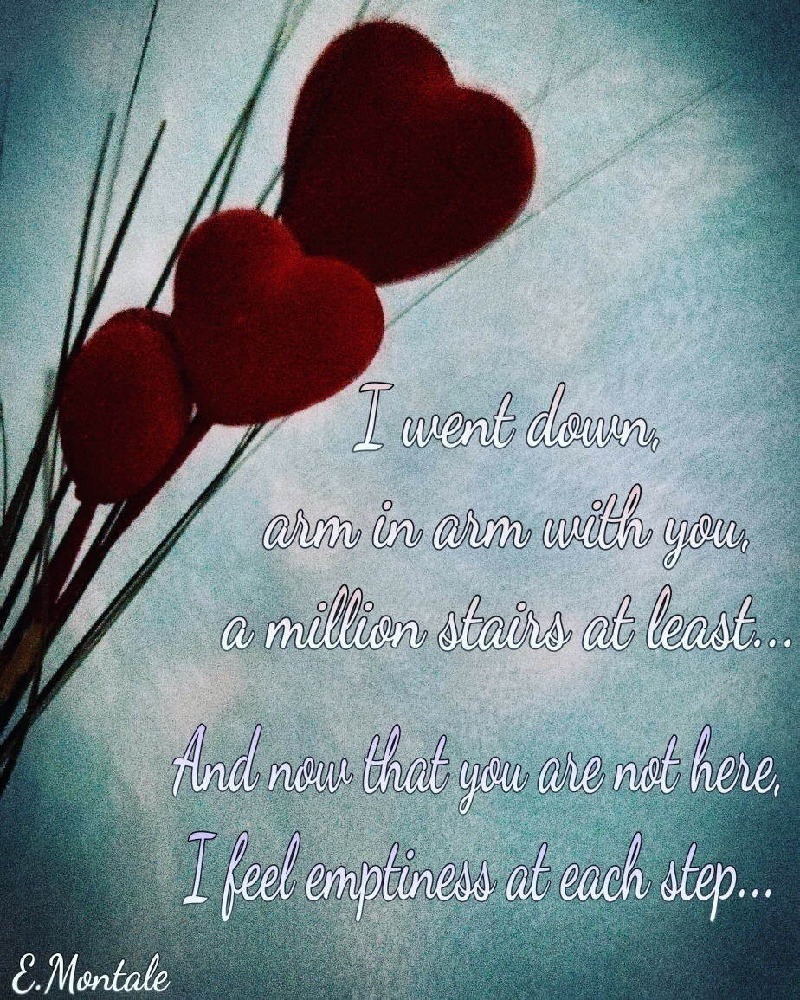 I went down,
arm in arm with you,
a million stairs at least...
And now that you are not here,
I feel emptiness at each step...
E.Montale